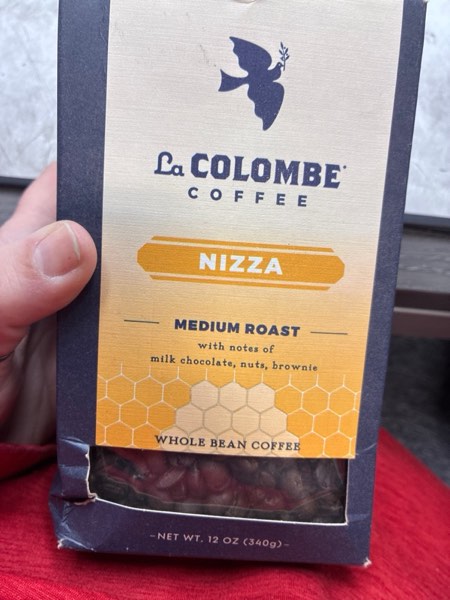 La COLOMBE
COFFEE
NIZZA
MEDIUM ROAST
with notes of
milk chocolate, nuts, brownie
WHOLE BEAN COFFEE
-NET WT. 12 OZ (340g)-